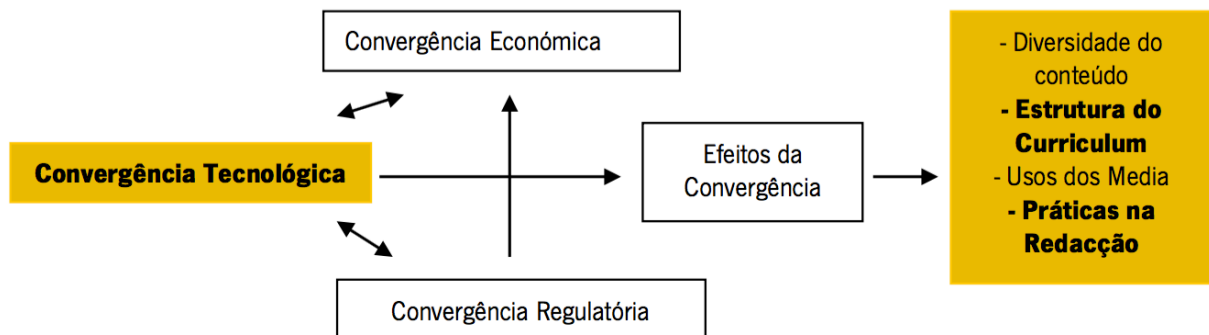 Convergência Económica
Convergência Tecnológica
Convergência Regulatória
Efeitos da
Convergência
- Diversidade do
conteúdo
- Estrutura do
Curriculum
- Usos dos Media
- Práticas na
Redacção